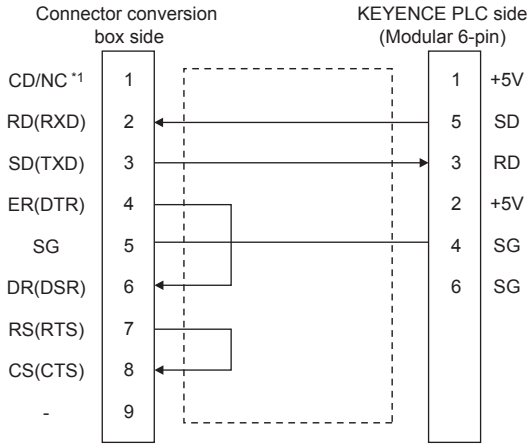 Connector conversion box side
KEYENCE PLC side (Modular 6-pin)
CD/NC *1 1 1 +5V
RD(RXD) 2 5 SD
SD(TXD) 3 3 RD
ER(DTR) 4 2 +5V
SG 5 4 SG
DR(DSR) 6 6 SG
RS(RTS) 7
CS(CTS) 8
- 9